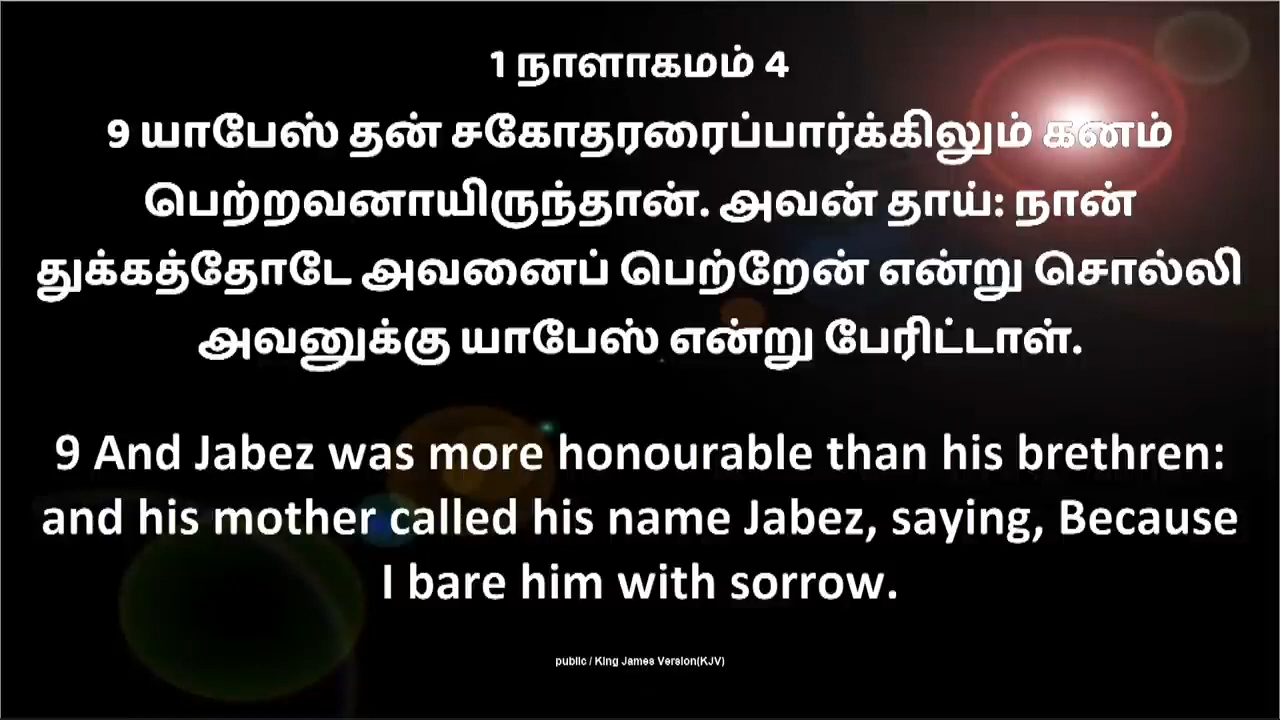 1 நாளாகமம் 4
9 யாபேஸ் தன் சகோதரரைப்பார்க்கிலும் கனம்
பெற்றவனாயிருந்தான். அவன் தாய்: நான்
துக்கத்தோடே அவனைப் பெற்றேன் என்று சொல்லி
அவனுக்கு யாபேஸ் என்று பேரிட்டாள்.
9 And Jabez was more honourable than his brethren:
and his mother called his name Jabez, saying, Because
I bare him with sorrow.
public / King James Version(KJV)